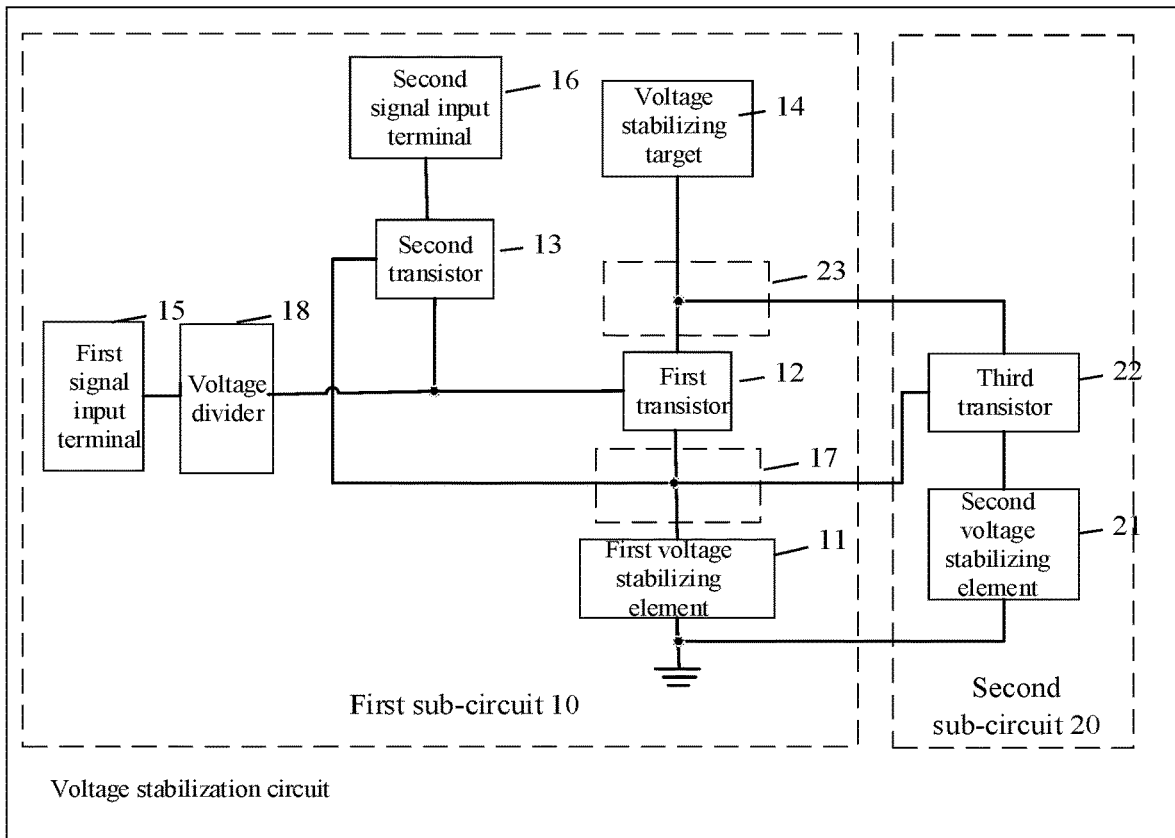 Second
signal input
terminal
16
Voltage
stabilizing
target
14
Second
transistor
13
23
15
18
First
signal
input
terminal
Voltage
divider
First
transistor
12
Third
transistor
22
17
First voltage
stabilizing
element
11
Second
voltage
stabilizing
element
21
First sub-circuit 10
Second
sub-circuit 20
Voltage stabilization circuit